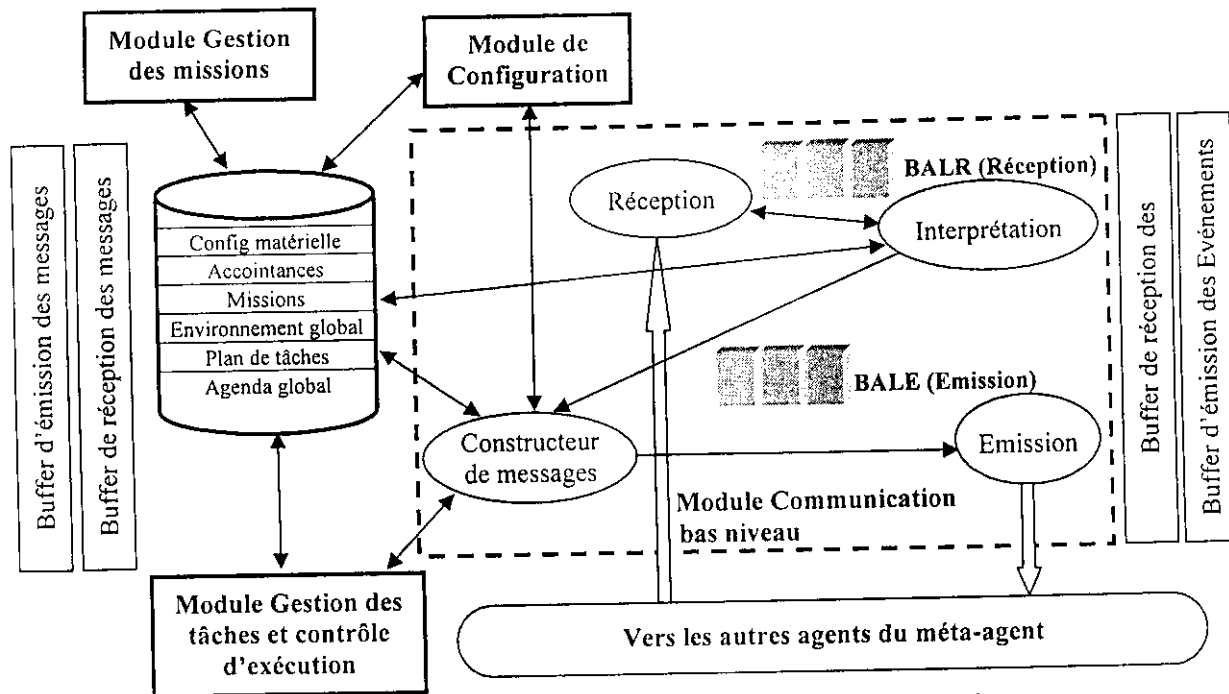 Module Gestion
des missions
Module de
Configuration
Buffer d'émission des messages
Buffer de réception des messages
Config matérielle
Accointances
Missions
Environnement global
Plan de tâches
Agenda global
Réception
BALR (Réception)
Interprétation
BALE (Emission)
Constructeur
de messages
Emission
Module Communication
bas niveau
Buffer de réception des
Buffer d'émission des Evénements
Module Gestion des
tâches et contrôle
d'exécution
Vers les autres agents du méta-agent